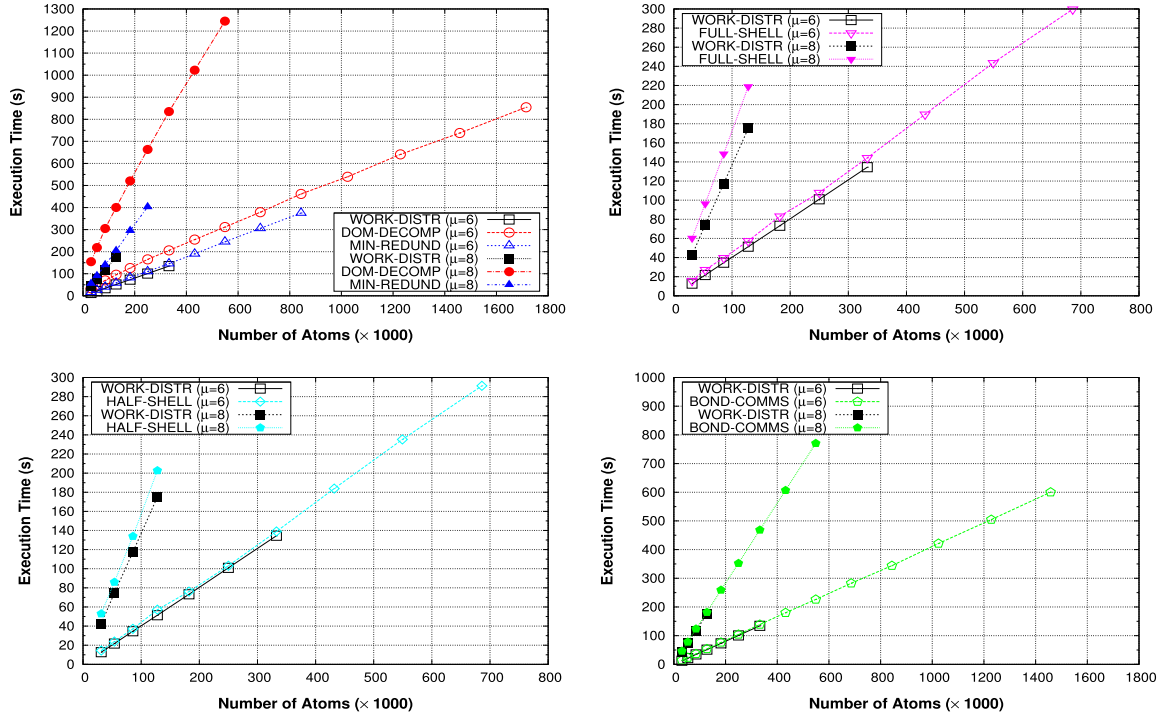 1300
1200
1100
1000
900
800
700
600
500
400
300
200
100
0
Execution Time (s)
WORK-DISTR (μ=6)
DOM-DECOMP (μ=6)
MIN-REDUND (μ=6)
WORK-DISTR (μ=8)
DOM-DECOMP (μ=8)
MIN-REDUND (μ=8)
0 200 400 600 800 1000 1200 1400 1600 1800
Number of Atoms (× 1000)
300
280
260
240
220
200
180
160
140
120
100
80
60
40
20
0
Execution Time (s)
WORK-DISTR (μ=6)
FULL-SHELL (μ=6)
WORK-DISTR (μ=8)
FULL-SHELL (μ=8)
0 100 200 300 400 500 600 700 800
Number of Atoms (× 1000)
300
280
260
240
220
200
180
160
140
120
100
80
60
40
20
0
Execution Time (s)
WORK-DISTR (μ=6)
HALF-SHELL (μ=6)
WORK-DISTR (μ=8)
HALF-SHELL (μ=8)
0 100 200 300 400 500 600 700 800
Number of Atoms (× 1000)
1000
900
800
700
600
500
400
300
200
100
0
Execution Time (s)
WORK-DISTR (μ=6)
BOND-COMMS (μ=6)
WORK-DISTR (μ=8)
BOND-COMMS (μ=8)
0 200 400 600 800 1000 1200 1400 1600 1800
Number of Atoms (× 1000)